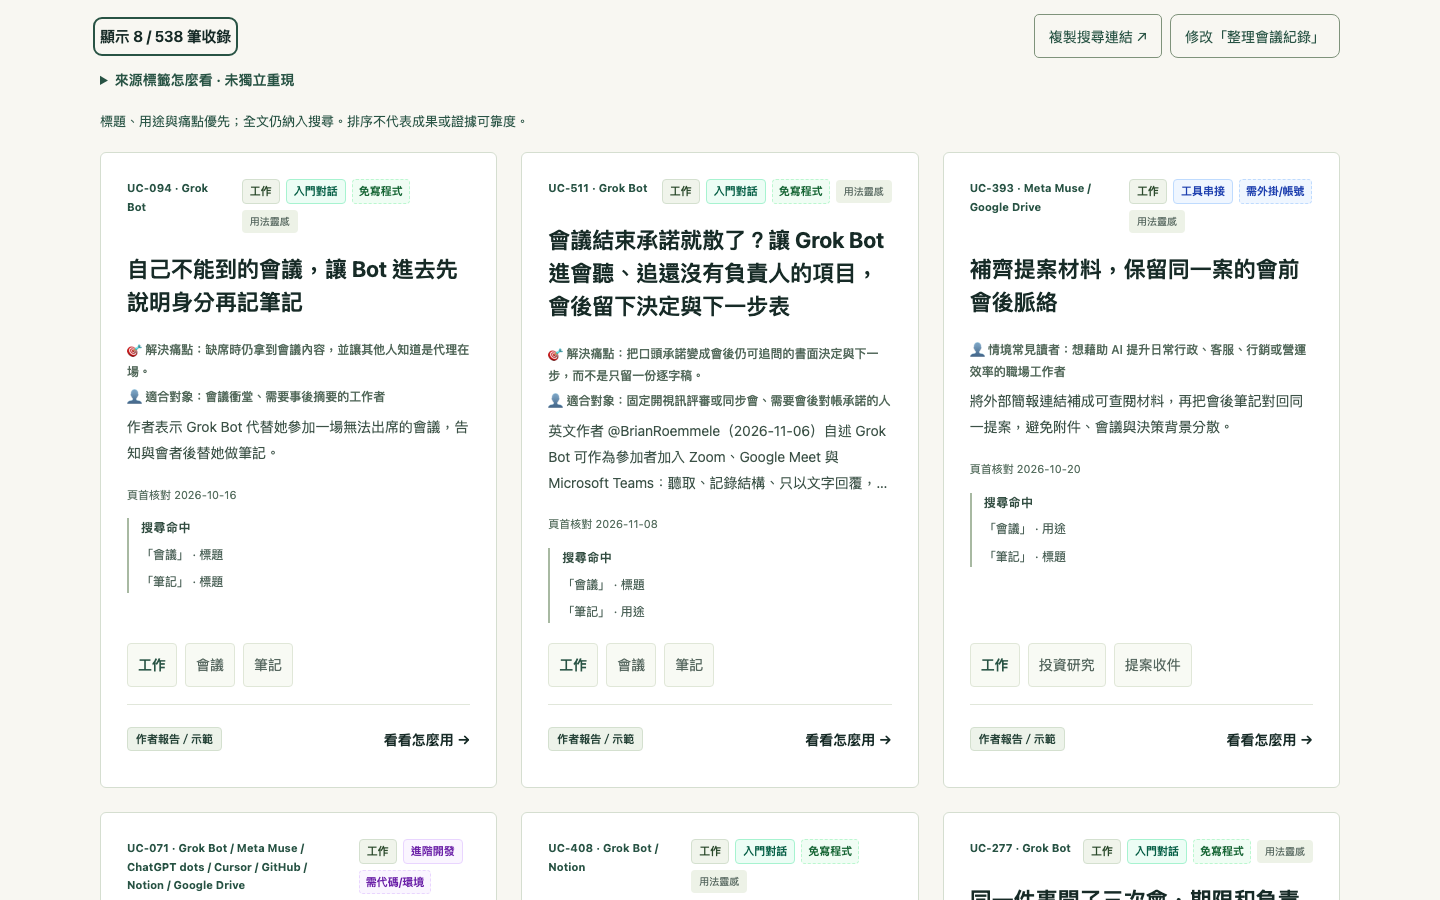 顯示 8 / 538 筆收錄
複製搜尋連結 ↗
修改「整理會議紀錄」
▶ 來源標籤怎麼看 · 未獨立重現
標題、用途與痛點優先；全文仍納入搜尋。排序不代表成果或證據可靠度。
UC-094 · Grok
Bot
工作
入門對話
免寫程式
用法靈感
自己不能到的會議，讓 Bot 進去先
說明身分再記筆記
🎯 解決痛點：缺席時仍拿到會議內容，並讓其他人知道是代理在
場。
👤 適合對象：會議衝堂、需要事後摘要的工作者
作者表示 Grok Bot 代替她參加一場無法出席的會議，告
知與會者後替她做筆記。
頁首核對 2026-10-16
搜尋命中
「會議」 · 標題
「筆記」 · 標題
工作
會議
筆記
作者報告 / 示範
看看怎麼用 →
UC-511 · Grok Bot
工作
入門對話
免寫程式
用法靈感
會議結束承諾就散了？讓 Grok Bot
進會聽、追還沒有負責人的項目，
會後留下決定與下一步表
🎯 解決痛點：把口頭承諾變成會後仍可追問的書面決定與下一
步，而不是只留一份逐字稿。
👤 適合對象：固定開視訊評審或同步會、需要會後對帳承諾的人
英文作者 @BrianRoemmele（2026-11-06）自述 Grok
Bot 可作為參加者加入 Zoom、Google Meet 與
Microsoft Teams：聽取、記錄結構、只以文字回覆，…
頁首核對 2026-11-08
搜尋命中
「會議」 · 標題
「筆記」 · 用途
工作
會議
筆記
作者報告 / 示範
看看怎麼用 →
UC-393 · Meta Muse /
Google Drive
工作
工具串接
需外掛/帳號
用法靈感
補齊提案材料，保留同一案的會前
會後脈絡
👤 情境常見讀者：想藉助 AI 提升日常行政、客服、行銷或營運
效率的職場工作者
將外部簡報連結補成可查閱材料，再把會後筆記對回同
一提案，避免附件、會議與決策背景分散。
頁首核對 2026-10-20
搜尋命中
「會議」 · 用途
「筆記」 · 標題
工作
投資研究
提案收件
作者報告 / 示範
看看怎麼用 →
UC-071 · Grok Bot / Meta Muse /
ChatGPT dots / Cursor / GitHub /
Notion / Google Drive
工作
進階開發
需代碼/環境
UC-408 · Grok Bot /
Notion
工作
入門對話
免寫程式
用法靈感
UC-277 · Grok Bot
工作
入門對話
免寫程式
用法靈感
同一件事開了三次會，期限和負責